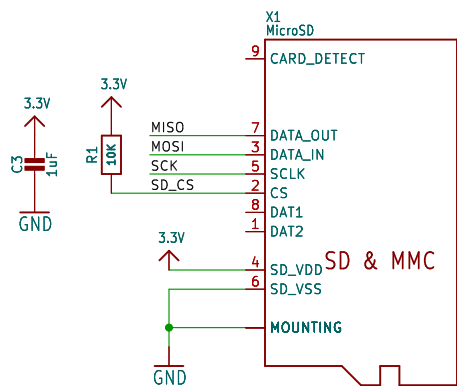 X1
MicroSD
9 CARD_DETECT
3.3V
3.3V
C3
1uF
R1
10K
MISO 7 DATA_OUT
MOSI 3 DATA_IN
SCK 5 SCLK
SD_CS 2 CS
8 DAT1
1 DAT2
GND
3.3V
4 SD_VDD
SD & MMC
6 SD_VSS
MOUNTING
GND